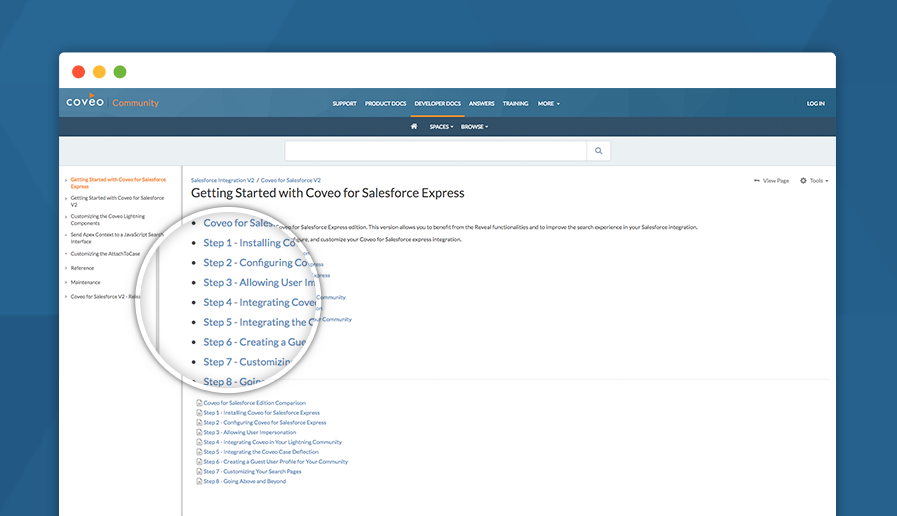 coveo Community
SUPPORT PRODUCT DOCS DEVELOPER DOCS ANSWERS TRAINING MORE LOG IN
SPACES BROWSE
Getting Started with Coveo for Salesforce
Express
Getting Started with Coveo for Salesforce
V2
Customizing the Coveo Lightning
Components
Send Apex Context to a JavaScript Search
Interface
Customizing the AttachToCase
Reference
Maintenance
Coveo for Salesforce V2 - Relea
Salesforce Integration V2 / Coveo for Salesforce V2
View Page Tools
Getting Started with Coveo for Salesforce Express
Coveo for Sales
oveo for Salesforce Express edition. This version allows you to benefit from the Reveal functionalities and to improve the search experience in your Salesforce integration.
Step 1 - Installing Co
figure, and customize your Coveo for Salesforce express integration.
Step 2 - Configuring Co
press
Step 3 - Allowing User Im
xpress
Step 4 - Integrating Coveo
Community
Step 5 - Integrating the C
our Community
Step 6 - Creating a Gue
Step 7 - Customizin
Step 8 - Going
Coveo for Salesforce Edition Comparison
Step 1 - Installing Coveo for Salesforce Express
Step 2 - Configuring Coveo for Salesforce Express
Step 3 - Allowing User Impersonation
Step 4 - Integrating Coveo in Your Lightning Community
Step 5 - Integrating the Coveo Case Deflection
Step 6 - Creating a Guest User Profile for Your Community
Step 7 - Customizing Your Search Pages
Step 8 - Going Above and Beyond